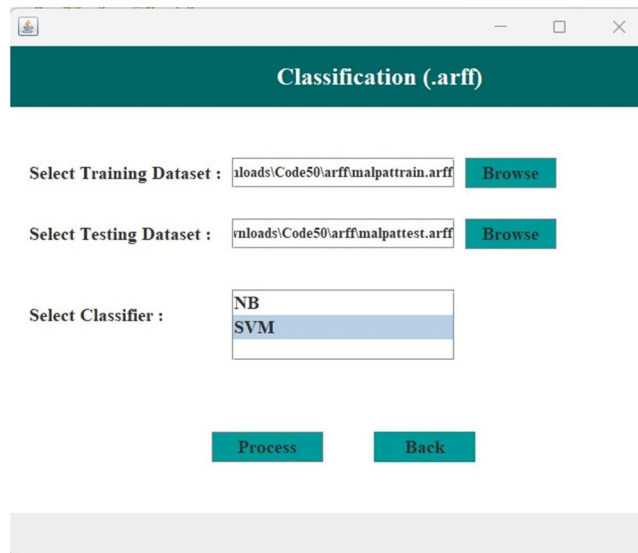 Classification (.arff)
Select Training Dataset : nloads\Code50\arff\malpattrain.arff Browse
Select Testing Dataset : vnloads\Code50\arff\malpattest.arff Browse
Select Classifier :
NB
SVM
Process Back